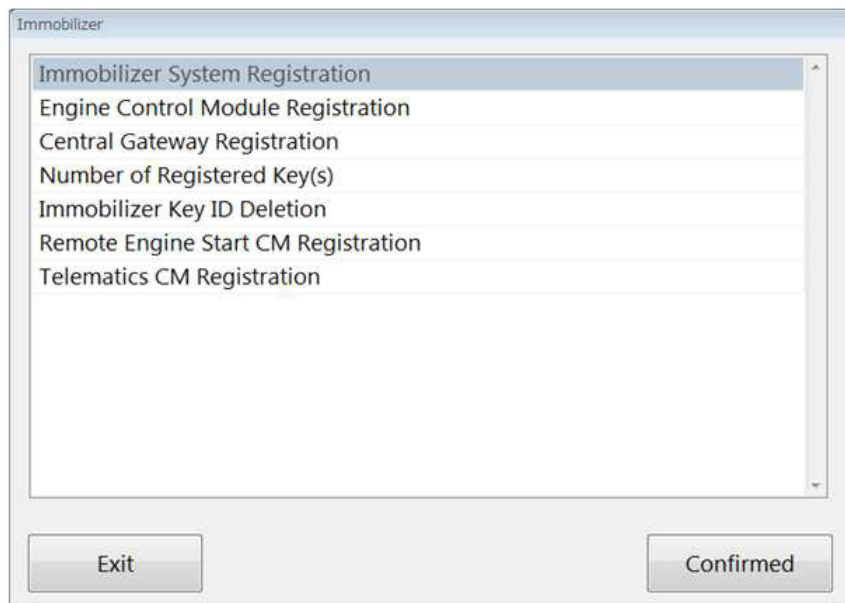 Immobilizer
Immobilizer System Registration
Engine Control Module Registration
Central Gateway Registration
Number of Registered Key(s)
Immobilizer Key ID Deletion
Remote Engine Start CM Registration
Telematics CM Registration
Exit
Confirmed